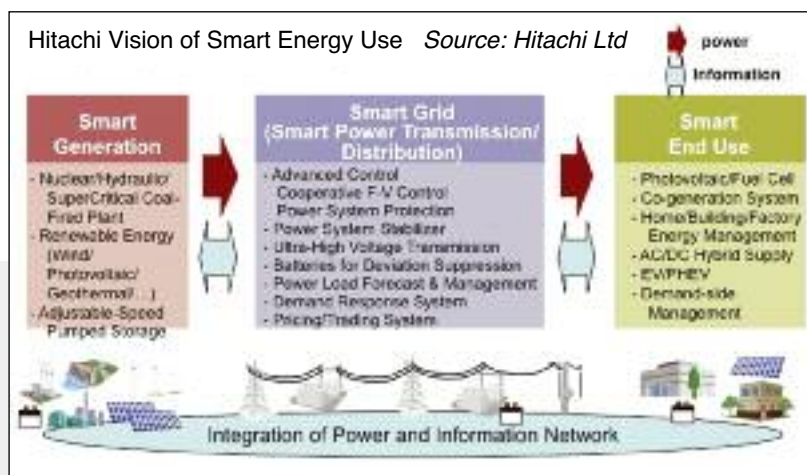 Hitachi Vision of Smart Energy Use Source: Hitachi Ltd
power
Information
Smart
Generation
- Nuclear/Hydraulic/
SuperCritical Coal-
Fired Plant
- Renewable Energy
(Wind/
Photovoltaic/
Geothermal/…)
- Adjustable-Speed
Pumped Storage
Smart Grid
(Smart Power Transmission/
Distribution)
- Advanced Control
Cooperative F-V Control
Power System Protection
- Power System Stabilizer
- Ultra-High Voltage Transmission
- Batteries for Deviation Suppression
- Power Load Forecast & Management
- Demand Response System
- Pricing/Trading System
Smart
End Use
- Photovoltaic/Fuel Cell
- Co-generation System
- Home/Building/Factory
Energy Management
- AC/DC Hybrid Supply
- EV/PHEV
- Demand-side
Management
Integration of Power and Information Network